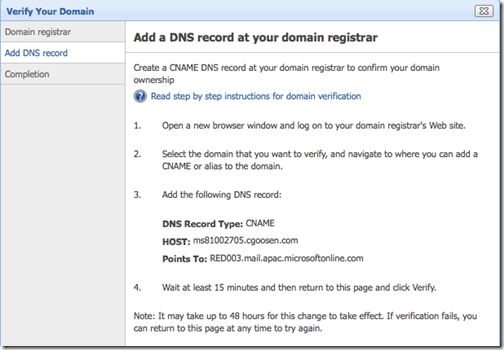 Verify Your Domain
Domain registrar
Add DNS record
Completion
Add a DNS record at your domain registrar
Create a CNAME DNS record at your domain registrar to confirm your domain
ownership
Read step by step instructions for domain verification
1. Open a new browser window and log on to your domain registrar's Web site.
2. Select the domain that you want to verify, and navigate to where you can add a
CNAME or alias to the domain.
3. Add the following DNS record:
DNS Record Type: CNAME
HOST: ms81002705.cgoosen.com
Points To: RED003.mail.apac.microsoftonline.com
4. Wait at least 15 minutes and then return to this page and click Verify.
Note: It may take up to 48 hours for this change to take effect. If verification fails, you
can return to this page at any time to try again.